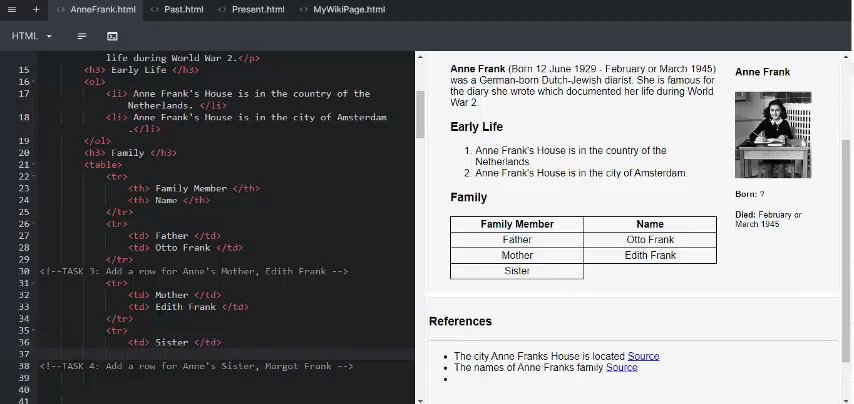 AnneFrank.html
Past.html
Present.html
MyWikiPage.html
HTML
life during World War 2.</p>
15 <h3> Early Life </h3>
16 <ol>
17 <li> Anne Frank's House is in the country of the
Netherlands. </li>
18 <li> Anne Frank's House is in the city of Amsterdam
.</li>
19 </ol>
20 <h3> Family </h3>
21 <table>
22 <tr>
23 <th> Family Member </th>
24 <th> Name </th>
25 </tr>
26 <tr>
27 <td> Father </td>
28 <td> Otto Frank </td>
29 </tr>
30 <!--TASK 3: Add a row for Anne's Mother, Edith Frank -->
31 <tr>
32 <td> Mother </td>
33 <td> Edith Frank </td>
34 </tr>
35 <tr>
36 <td> Sister </td>
37
38 <!--TASK 4: Add a row for Anne's Sister, Margot Frank -->
39
40
Anne Frank (Born 12 June 1929 - February or March 1945)
was a German-born Dutch-Jewish diarist. She is famous for
the diary she wrote which documented her life during World
War 2.
Early Life
1. Anne Frank's House is in the country of the
Netherlands.
2. Anne Frank's House is in the city of Amsterdam.
Family
Family Member Name
Father Otto Frank
Mother Edith Frank
Sister
Anne Frank
Born: ?
Died: February or
March 1945
References
• The city Anne Franks House is located Source
• The names of Anne Franks family Source
•